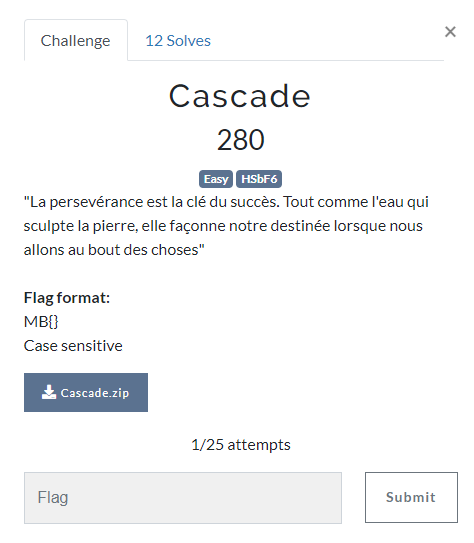 Challenge
12 Solves
×
Cascade
280
Easy HSbF6
"La persevérance est la clé du succès. Tout comme l'eau qui
sculpte la pierre, elle façonne notre destinée lorsque nous
allons au bout des choses"
Flag format:
MB{}
Case sensitive
Cascade.zip
1/25 attempts
Flag
Submit